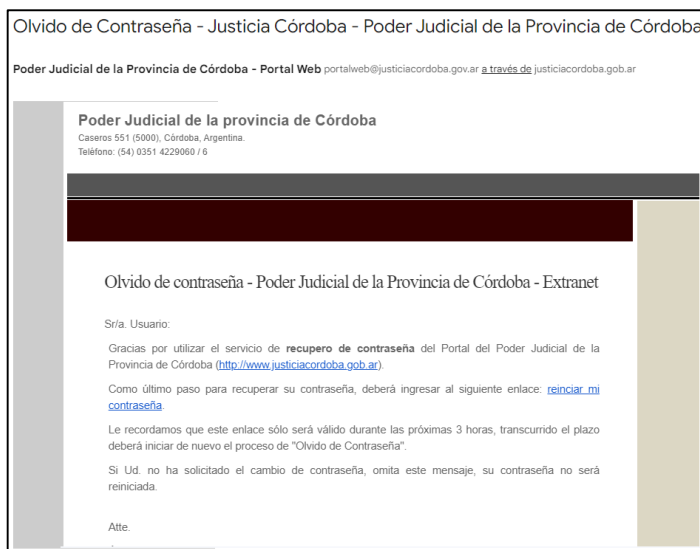 Olvido de Contraseña - Justicia Córdoba - Poder Judicial de la Provincia de Córdoba
Poder Judicial de la Provincia de Córdoba - Portal Web portalweb@justiciacordoba.gov.ar a través de justiciacordoba.gob.ar
Poder Judicial de la provincia de Córdoba
Caseros 551 (5000), Córdoba, Argentina.
Teléfono: (54) 0351 4229060 / 6
Olvido de contraseña - Poder Judicial de la Provincia de Córdoba - Extranet
Sr/a. Usuario:
Gracias por utilizar el servicio de recupero de contraseña del Portal del Poder Judicial de la
Provincia de Córdoba (http://www.justiciacordoba.gob.ar).
Como último paso para recuperar su contraseña, deberá ingresar al siguiente enlace: reinciar mi
contraseña.
Le recordamos que este enlace sólo será válido durante las próximas 3 horas, transcurrido el plazo
deberá iniciar de nuevo el proceso de "Olvido de Contraseña".
Si Ud. no ha solicitado el cambio de contraseña, omita este mensaje, su contraseña no será
reiniciada.
Atte.